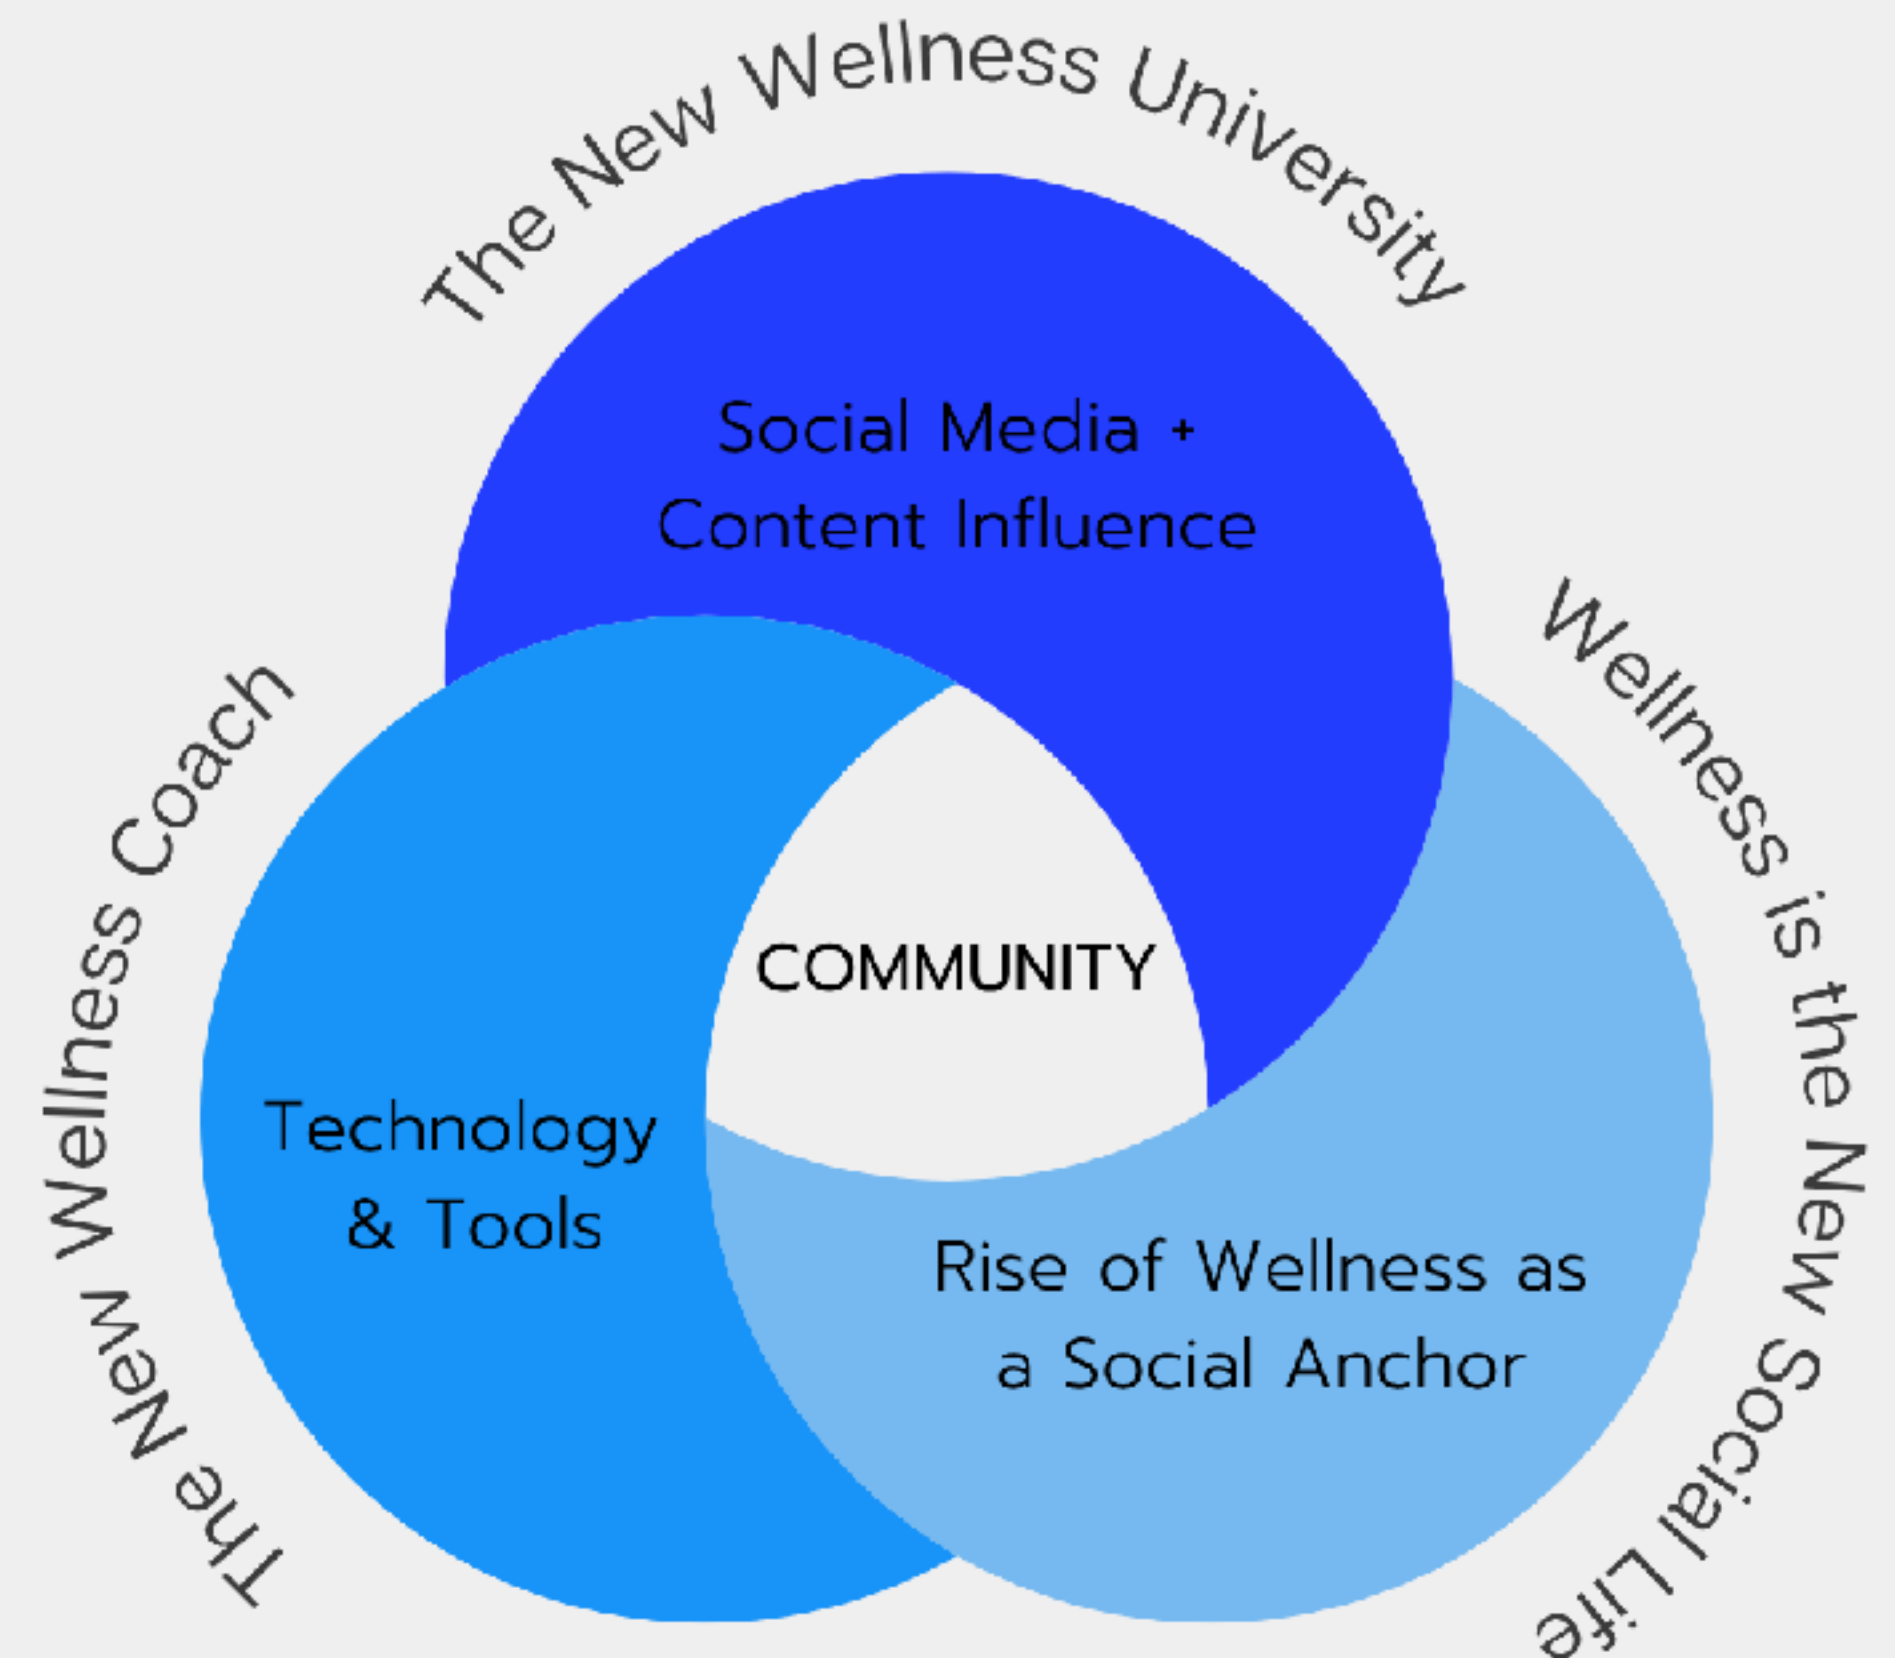 The New Wellness University
Social Media +
Content Influence
The New Wellness Coach
Technology
& Tools
COMMUNITY
Wellness is the New Social Life
Rise of Wellness as
a Social Anchor